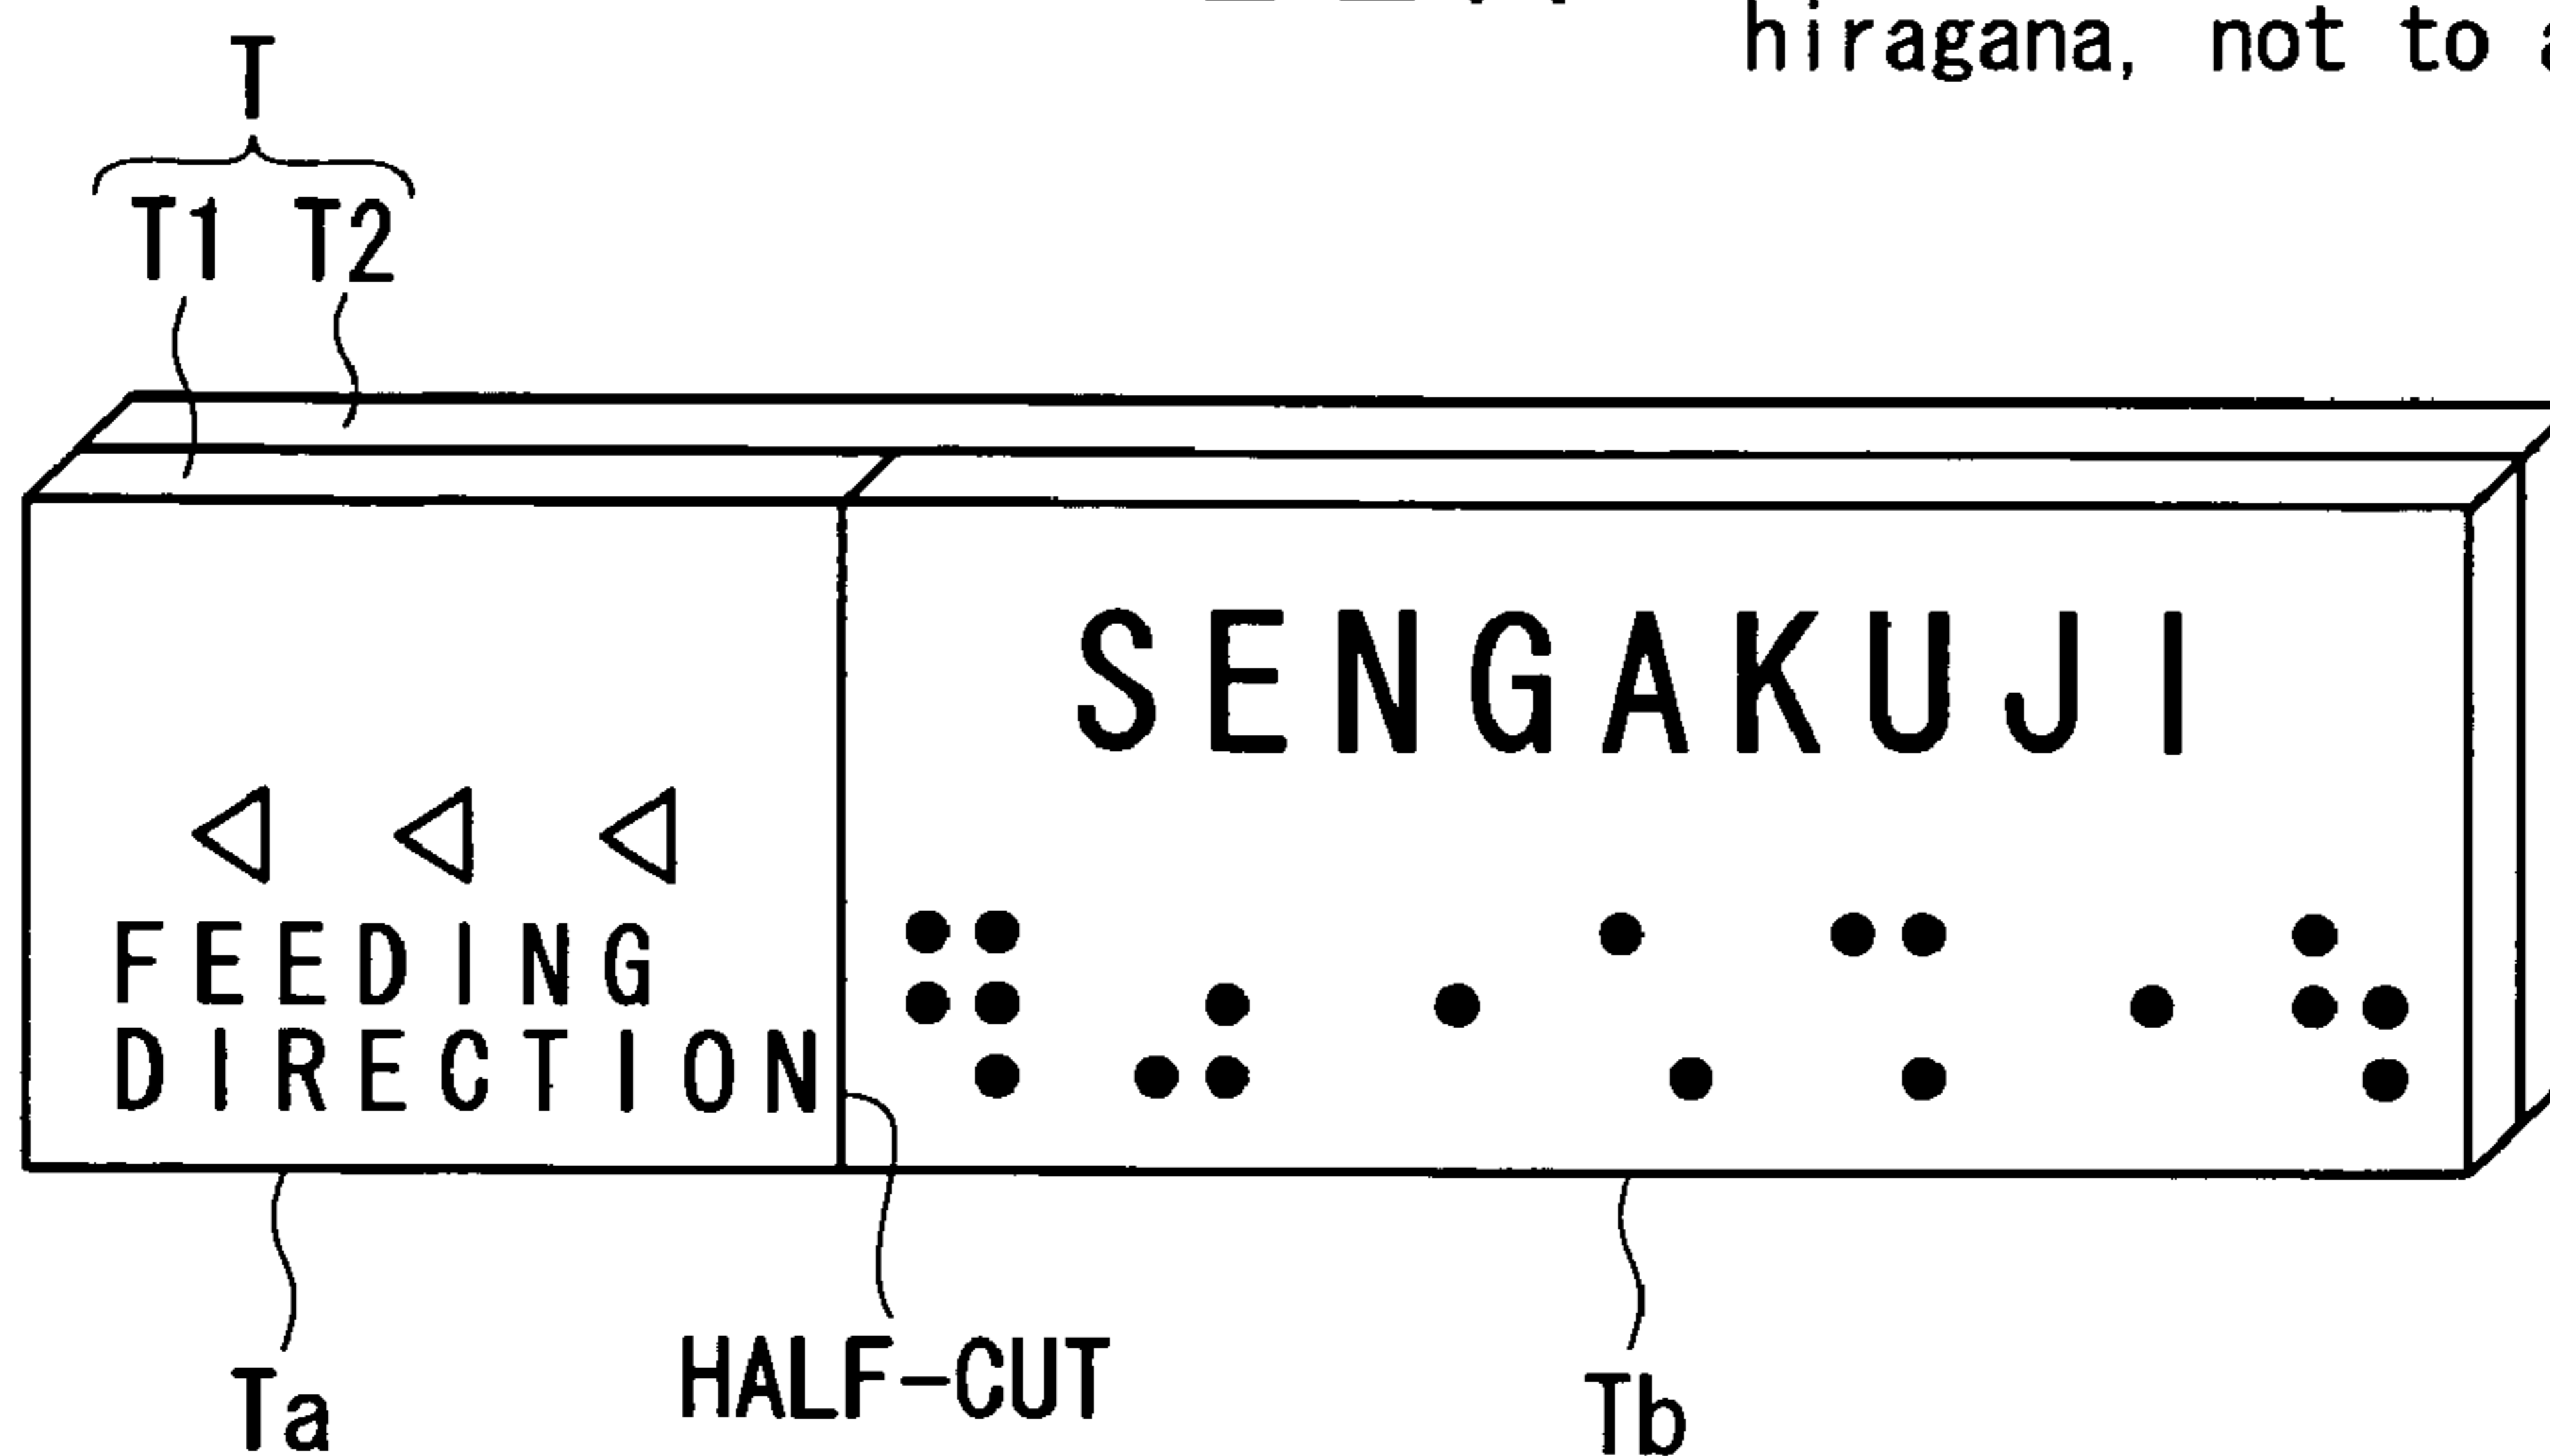 hiragana, not to
T
T1 T2
SENGAKUJI
FEEDING
DIRECTION
HALF-CUT
Ta
Tb